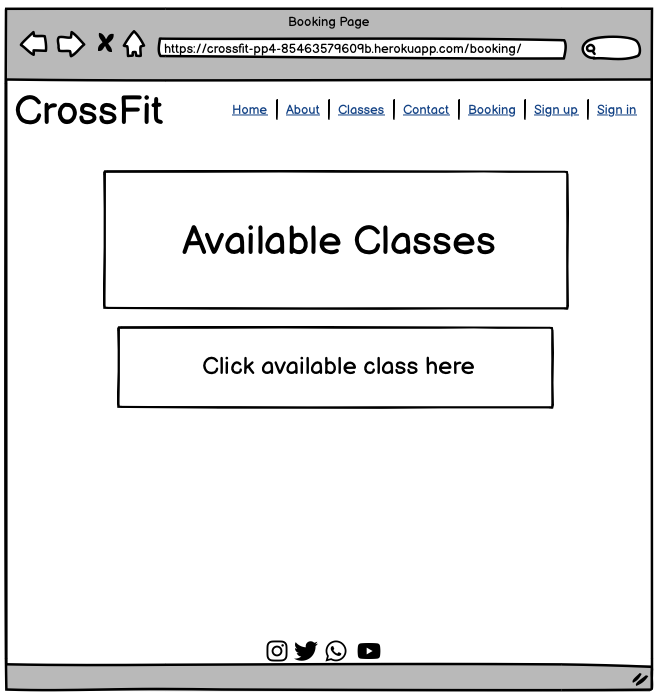 Booking Page
https://crossfit-pp4-85463579609b.herokuapp.com/booking/
CrossFit
Home About Classes Contact Booking Sign up Sign in
Available Classes
Click available class here